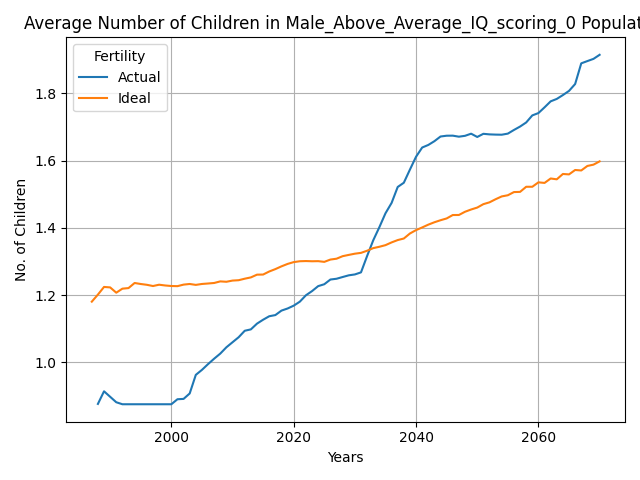 Average Number of Children in Male_Above_Average_IQ_scoring_0 Populat
Fertility
Actual
Ideal
1.8
1.6
1.4
1.2
1.0
No. of Children
2000
2020
2040
2060
Years